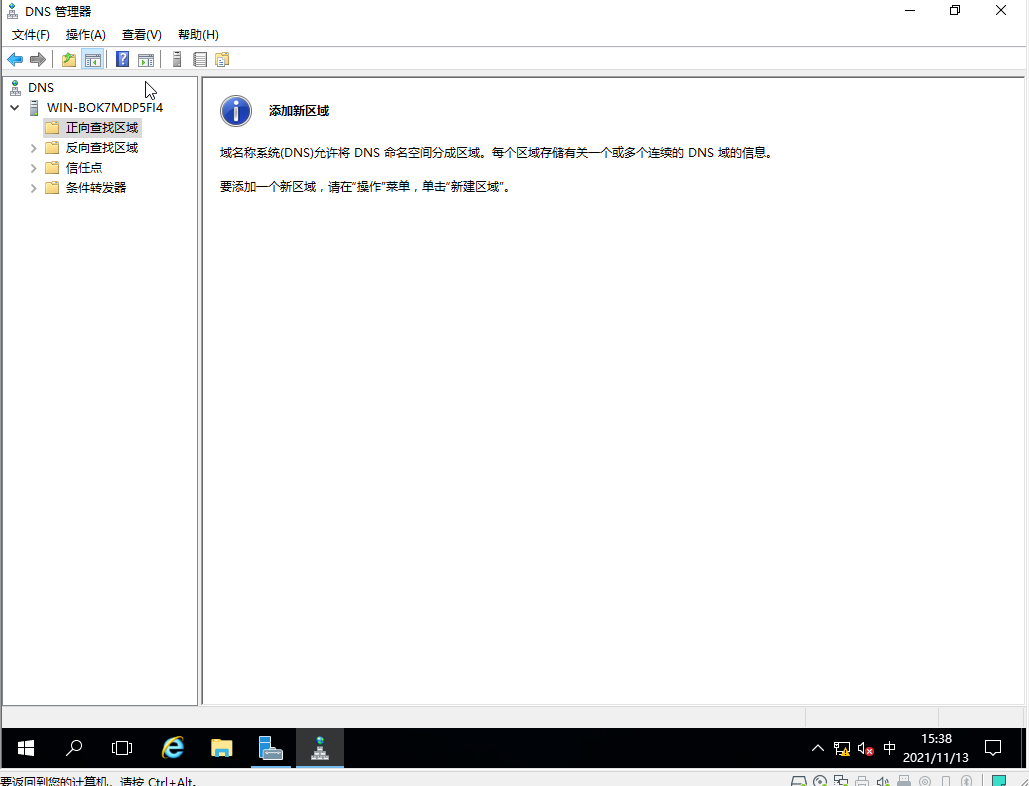 DNS 管理器
文件(F) 操作(A) 查看(V) 帮助(H)
DNS
WIN-BOK7MDP5FI4
正向查找区域
反向查找区域
信任点
条件转发器
添加新区域
域名称系统(DNS)允许将 DNS 命名空间分成区域。每个区域存储有关一个或多个连续的 DNS 域的信息。
要添加一个新区域，请在“操作”菜单，单击“新建区域”。
中
15:38
2021/11/13
要返回到您的计算机，请按 Ctrl+Alt。